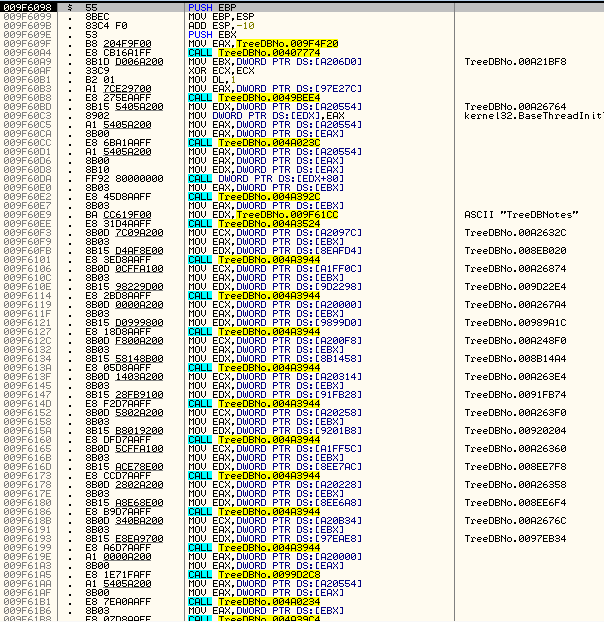 009F6098 $ 55 PUSH EBP
009F6099 . 8BEC MOV EBP,ESP
009F609B . 83C4 F0 ADD ESP,-10
009F609E . 53 PUSH EBX
009F609F . B8 204F9F00 MOV EAX,TreeDBNo.009F4F20
009F60A4 . E8 CB16A1FF CALL TreeDBNo.00407774
009F60A9 . 8B1D D006A200 MOV EBX,DWORD PTR DS:[A206D0] TreeDBNo.00A21BF8
009F60AF . 33C9 XOR ECX,ECX
009F60B1 . B2 01 MOV DL,1
009F60B3 . A1 7CE29700 MOV EAX,DWORD PTR DS:[97E27C]
009F60B8 . E8 275EAAFF CALL TreeDBNo.0049BEE4
009F60BD . 8B15 5405A200 MOV EDX,DWORD PTR DS:[A20554] TreeDBNo.00A26764
009F60C3 . 8902 MOV DWORD PTR DS:[EDX],EAX kernel32.BaseThreadInit
009F60C5 . A1 5405A200 MOV EAX,DWORD PTR DS:[A20554]
009F60CA . 8B00 MOV EAX,DWORD PTR DS:[EAX]
009F60CC . E8 6BA1AAFF CALL TreeDBNo.004A023C
009F60D1 . A1 5405A200 MOV EAX,DWORD PTR DS:[A20554]
009F60D6 . 8B00 MOV EAX,DWORD PTR DS:[EAX]
009F60D8 . 8B10 MOV EDX,DWORD PTR DS:[EAX]
009F60DA . FF92 80000000 CALL DWORD PTR DS:[EDX+80]
009F60E0 . 8B03 MOV EAX,DWORD PTR DS:[EBX]
009F60E2 . E8 45D8AAFF CALL TreeDBNo.004A392C
009F60E7 . 8B03 MOV EAX,DWORD PTR DS:[EBX]
009F60E9 . BA CC619F00 MOV EDX,TreeDBNo.009F61CC ASCII "TreeDBNotes"
009F60EE . E8 31D4AAFF CALL TreeDBNo.004A3524
009F60F3 . 8B0D 7C09A200 MOV ECX,DWORD PTR DS:[A2097C] TreeDBNo.00A2632C
009F60F9 . 8B03 MOV EAX,DWORD PTR DS:[EBX]
009F60FB . 8B15 D4AF8E00 MOV EDX,DWORD PTR DS:[8EAFD4] TreeDBNo.008EB020
009F6101 . E8 3ED8AAFF CALL TreeDBNo.004A3944
009F6106 . 8B0D 0CFFA100 MOV ECX,DWORD PTR DS:[A1FF0C] TreeDBNo.00A26874
009F610C . 8B03 MOV EAX,DWORD PTR DS:[EBX]
009F610E . 8B15 98229D00 MOV EDX,DWORD PTR DS:[9D2298] TreeDBNo.009D22E4
009F6114 . E8 2BD8AAFF CALL TreeDBNo.004A3944
009F6119 . 8B0D 0000A200 MOV ECX,DWORD PTR DS:[A20000] TreeDBNo.00A267A4
009F611F . 8B03 MOV EAX,DWORD PTR DS:[EBX]
009F6121 . 8B15 D0999800 MOV EDX,DWORD PTR DS:[9899D0] TreeDBNo.00989A1C
009F6127 . E8 18D8AAFF CALL TreeDBNo.004A3944
009F612C . 8B0D F800A200 MOV ECX,DWORD PTR DS:[A200F8] TreeDBNo.00A248F0
009F6132 . 8B03 MOV EAX,DWORD PTR DS:[EBX]
009F6134 . 8B15 58148B00 MOV EDX,DWORD PTR DS:[8B1458] TreeDBNo.008B14A4
009F613A . E8 05D8AAFF CALL TreeDBNo.004A3944
009F613F . 8B0D 1403A200 MOV ECX,DWORD PTR DS:[A20314] TreeDBNo.00A263E4
009F6145 . 8B03 MOV EAX,DWORD PTR DS:[EBX]
009F6147 . 8B15 28FB9100 MOV EDX,DWORD PTR DS:[91FB28] TreeDBNo.0091FB74
009F614D . E8 F2D7AAFF CALL TreeDBNo.004A3944
009F6152 . 8B0D 5802A200 MOV ECX,DWORD PTR DS:[A20258] TreeDBNo.00A263F0
009F6158 . 8B03 MOV EAX,DWORD PTR DS:[EBX]
009F615A . 8B15 B8019200 MOV EDX,DWORD PTR DS:[9201B8] TreeDBNo.00920204
009F6160 . E8 DFD7AAFF CALL TreeDBNo.004A3944
009F6165 . 8B0D 5CFFA100 MOV ECX,DWORD PTR DS:[A1FF5C] TreeDBNo.00A26360
009F616B . 8B03 MOV EAX,DWORD PTR DS:[EBX]
009F616D . 8B15 ACE78E00 MOV EDX,DWORD PTR DS:[8EE7AC] TreeDBNo.008EE7F8
009F6173 . E8 CCD7AAFF CALL TreeDBNo.004A3944
009F6178 . 8B0D 2802A200 MOV ECX,DWORD PTR DS:[A20228] TreeDBNo.00A26358
009F617E . 8B03 MOV EAX,DWORD PTR DS:[EBX]
009F6180 . 8B15 A8E68E00 MOV EDX,DWORD PTR DS:[8EE6A8] TreeDBNo.008EE6F4
009F6186 . E8 B9D7AAFF CALL TreeDBNo.004A3944
009F618B . 8B0D 340BA200 MOV ECX,DWORD PTR DS:[A20B34] TreeDBNo.00A2676C
009F6191 . 8B03 MOV EAX,DWORD PTR DS:[EBX]
009F6193 . 8B15 E8EA9700 MOV EDX,DWORD PTR DS:[97EAE8] TreeDBNo.0097EB34
009F6199 . E8 A6D7AAFF CALL TreeDBNo.004A3944
009F619E . A1 0000A200 MOV EAX,DWORD PTR DS:[A20000]
009F61A3 . 8B00 MOV EAX,DWORD PTR DS:[EAX]
009F61A5 . E8 1E71FAFF CALL TreeDBNo.0099D2C8
009F61AA . A1 5405A200 MOV EAX,DWORD PTR DS:[A20554]
009F61AF . 8B00 MOV EAX,DWORD PTR DS:[EAX]
009F61B1 . E8 7EA0AAFF CALL TreeDBNo.004A0234
009F61B6 . 8B03 MOV EAX,DWORD PTR DS:[EBX]
009F61B8 . E8 07D8AAFF CALL TreeDBNo.004A39C4